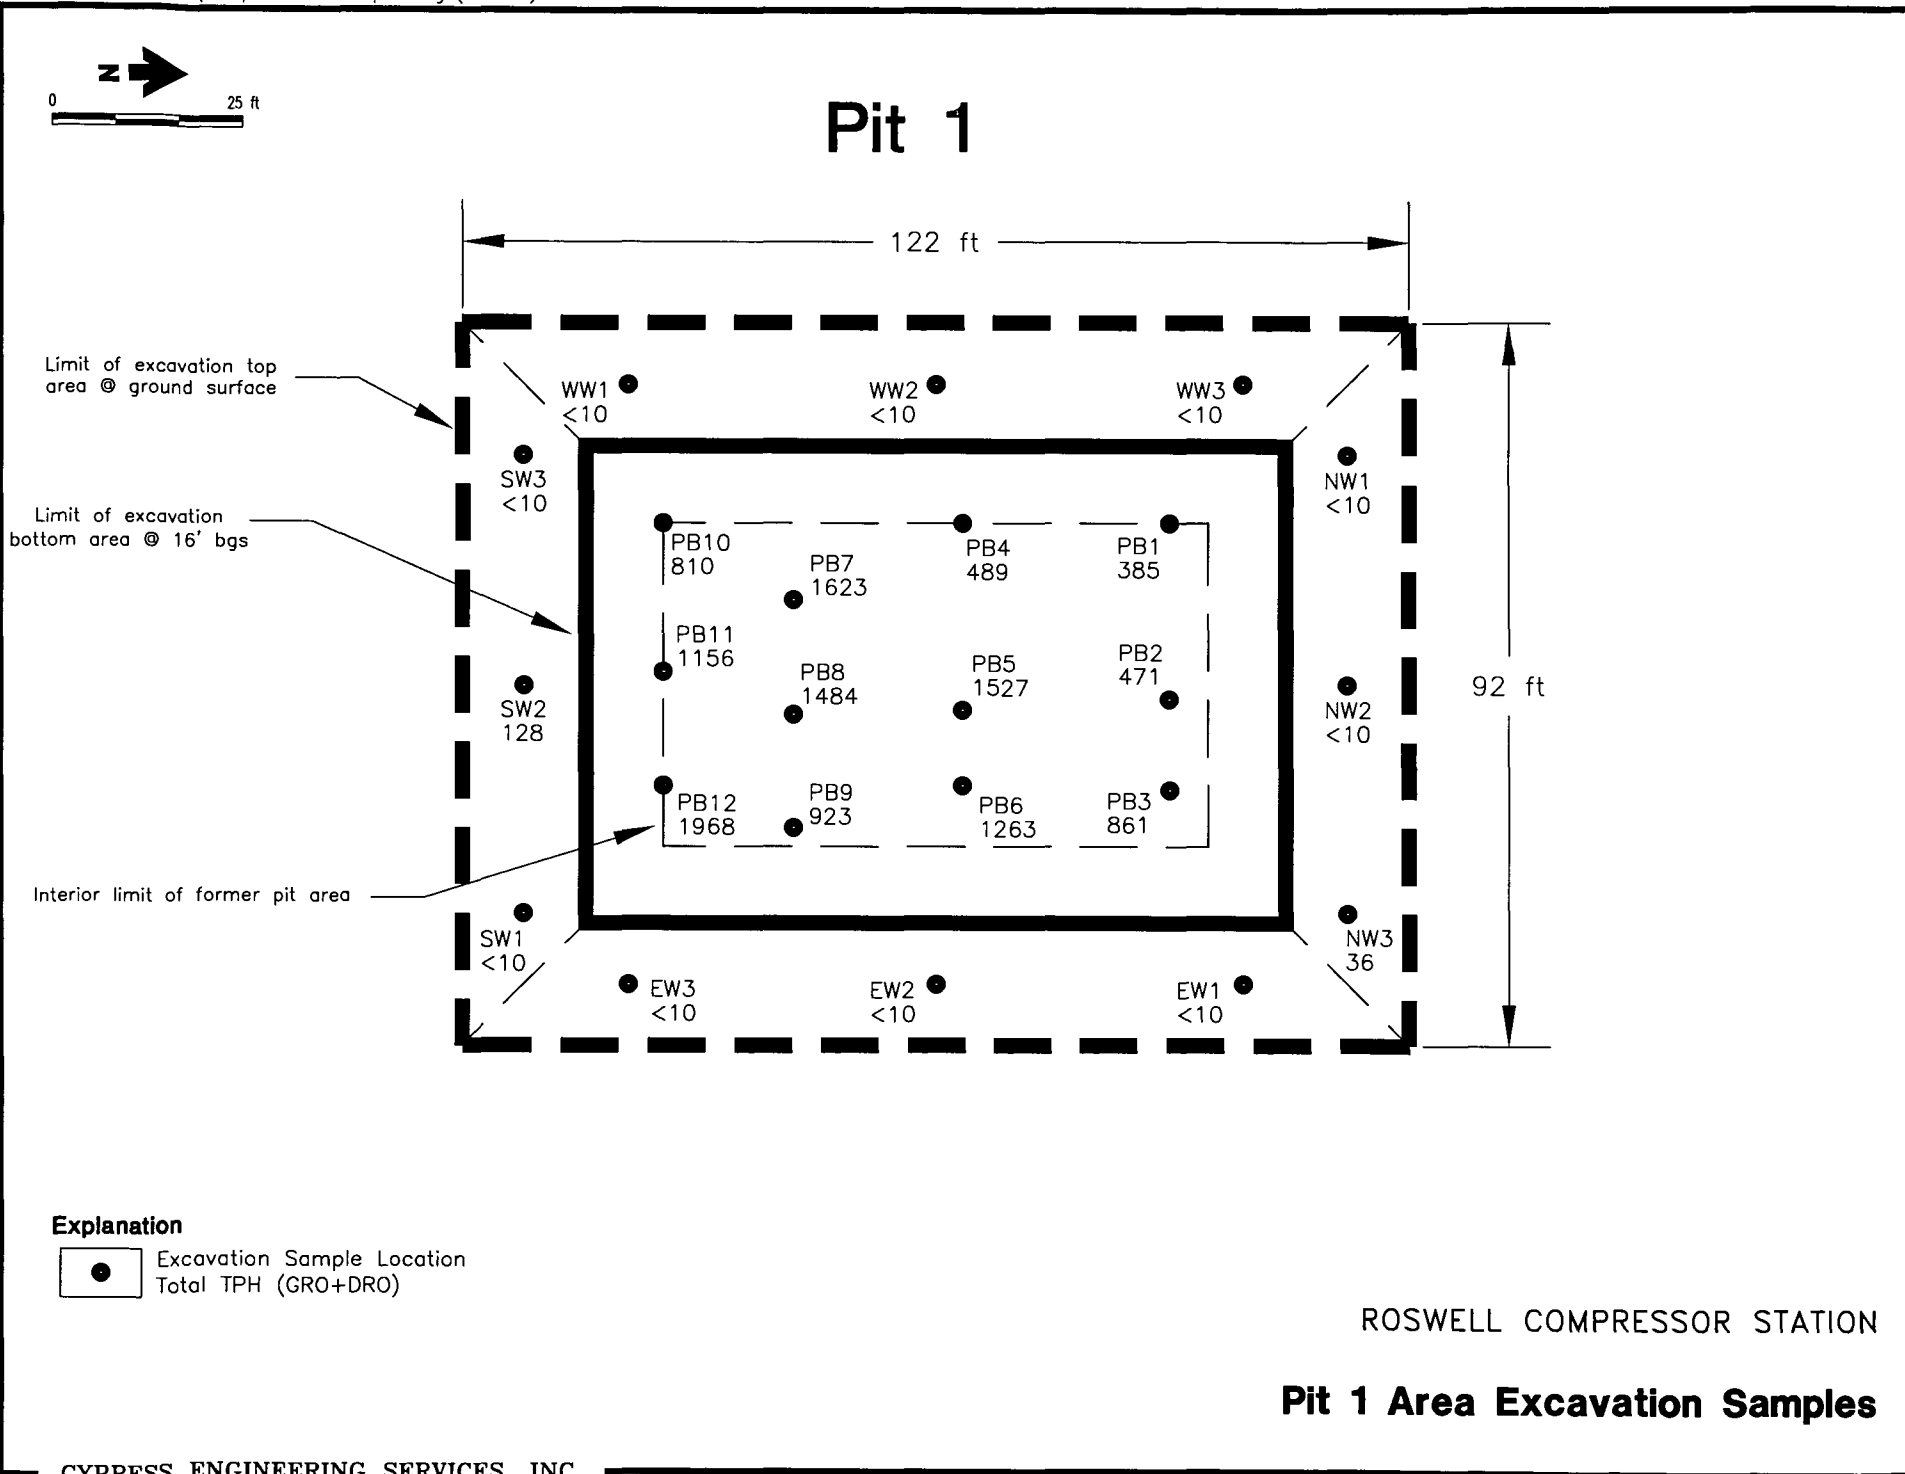 N
0 25 ft
Pit 1
122 ft
Limit of excavation top
area @ ground surface
WW1
<10
WW2
<10
WW3
<10
SW3
<10
NW1
<10
Limit of excavation
bottom area @ 16' bgs
PB10
810
PB7
1623
PB4
489
PB1
385
PB11
1156
PB8
1484
PB5
1527
PB2
471
SW2
128
NW2
<10
92 ft
PB12
1968
PB9
923
PB6
1263
PB3
861
Interior limit of former pit area
SW1
<10
NW3
36
EW3
<10
EW2
<10
EW1
<10
Explanation
Excavation Sample Location
Total TPH (GRO+DRO)
ROSWELL COMPRESSOR STATION
Pit 1 Area Excavation Samples
CYPRESS ENGINEERING SERVICES, INC